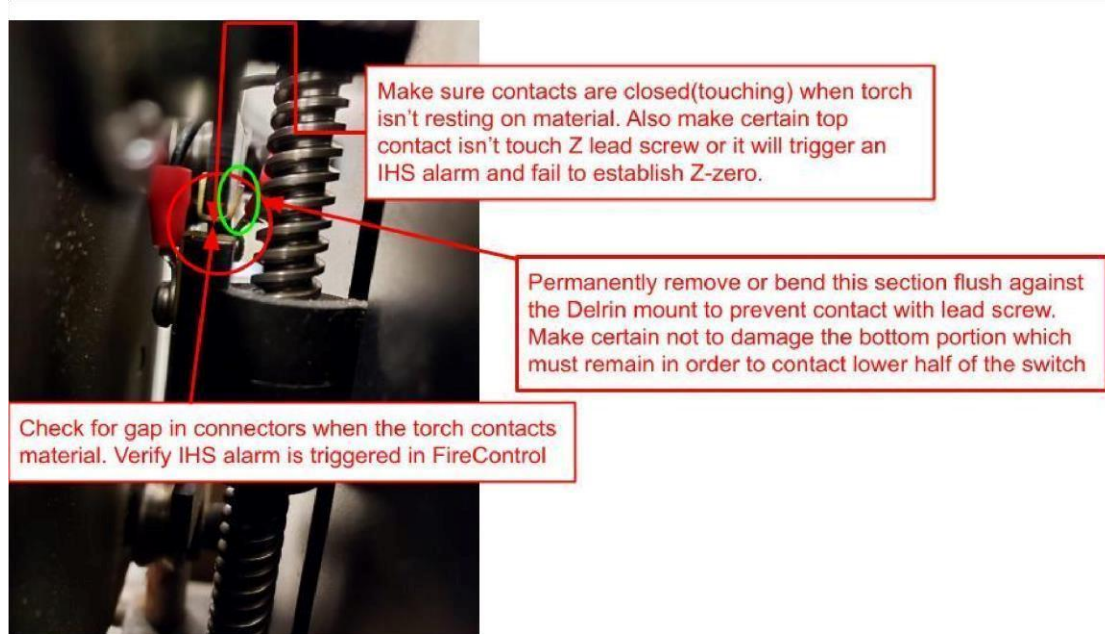 Make sure contacts are closed(touching) when torch
isn't resting on material. Also make certain top
contact isn't touch Z lead screw or it will trigger an
IHS alarm and fail to establish Z-zero.
Permanently remove or bend this section flush against
the Delrin mount to prevent contact with lead screw.
Make certain not to damage the bottom portion which
must remain in order to contact lower half of the switch
Check for gap in connectors when the torch contacts
material. Verify IHS alarm is triggered in FireControl